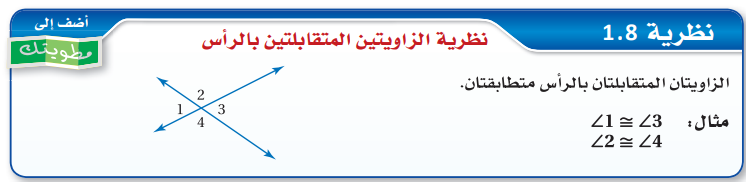 نظرية 1.8
نظرية الزاويتين المتقابلتين بالرأس
أضف إلى
مطويتك
الزاويتان المتقابلتان بالرأس متطابقتان.
مثال: ∠1 ≅ ∠3
∠2 ≅ ∠4
2
1 3
4